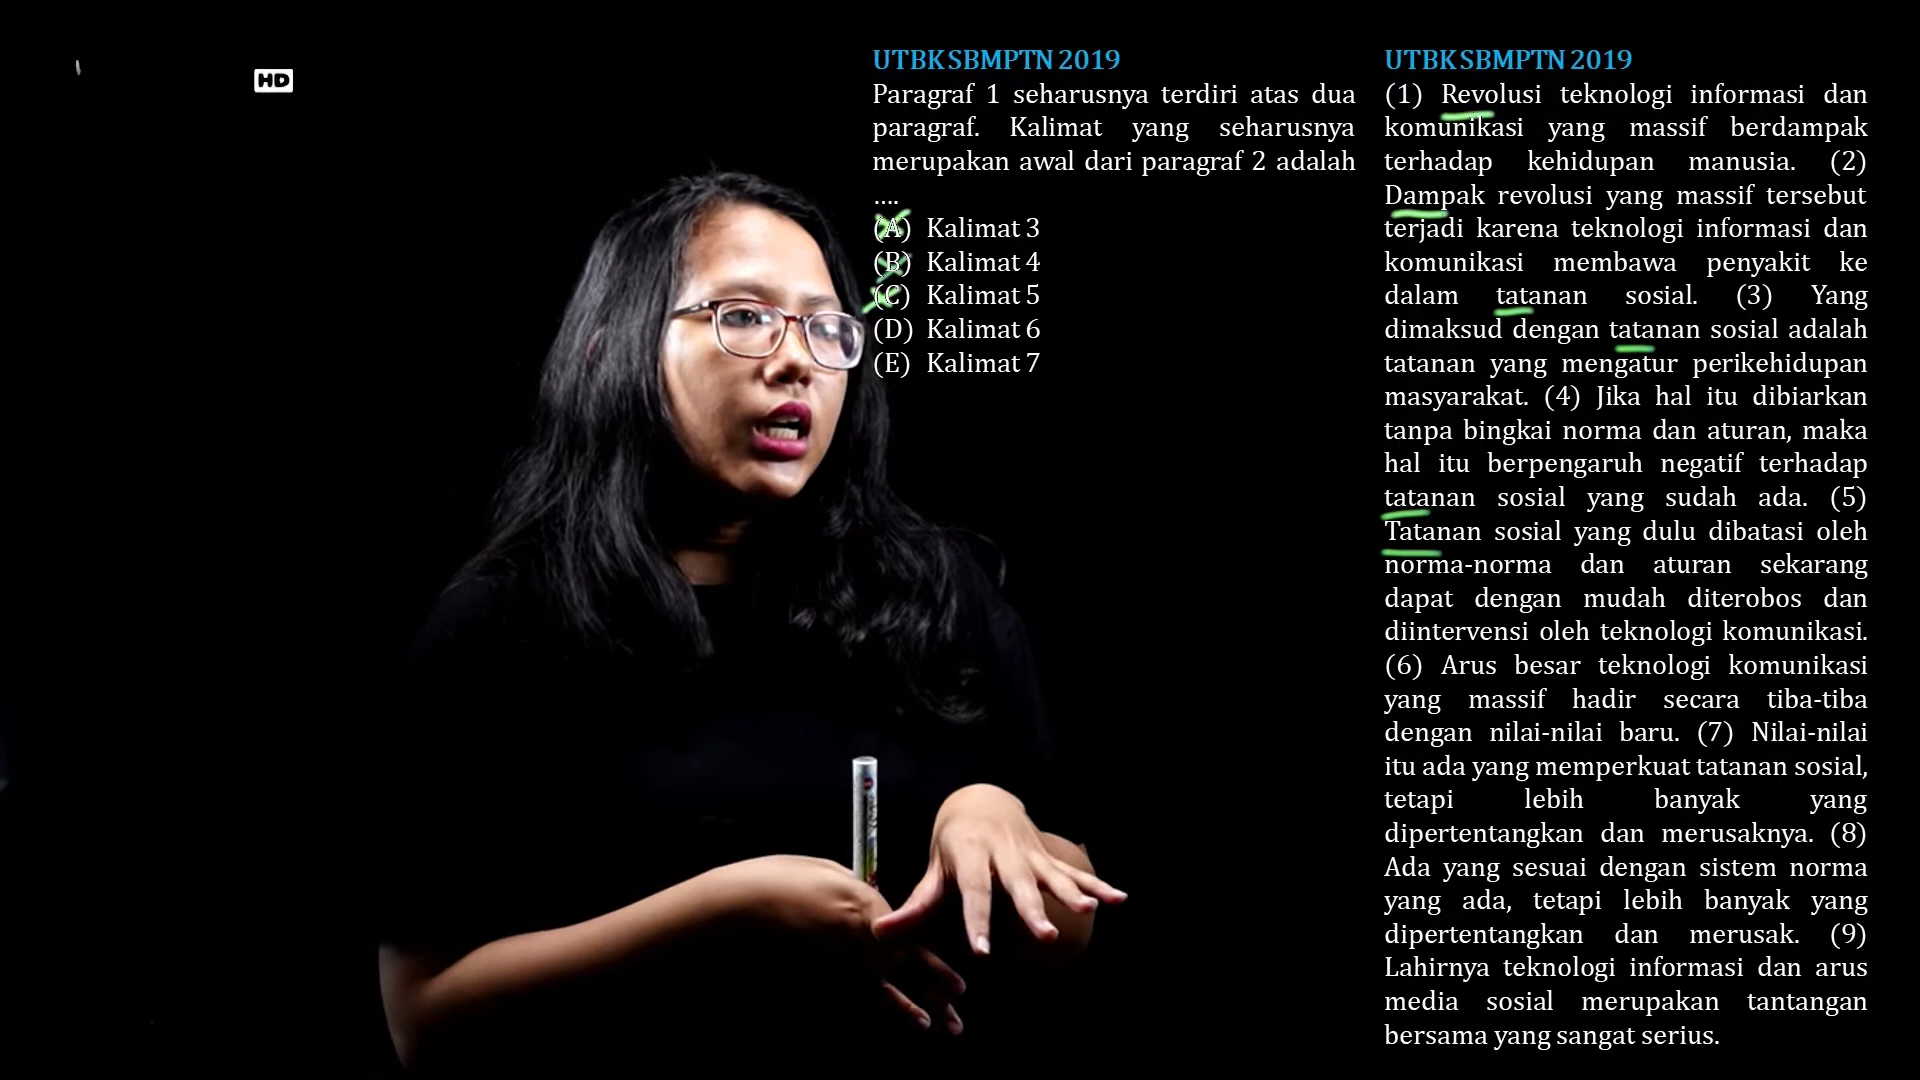 HD
UTBK SBMPTN 2019
Paragraf 1 seharusnya terdiri atas dua
paragraf. Kalimat yang seharusnya
merupakan awal dari paragraf 2 adalah
....
(A) Kalimat 3
(B) Kalimat 4
(C) Kalimat 5
(D) Kalimat 6
(E) Kalimat 7
UTBK SBMPTN 2019
(1) Revolusi teknologi informasi dan
komunikasi yang massif berdampak
terhadap kehidupan manusia. (2)
Dampak revolusi yang massif tersebut
terjadi karena teknologi informasi dan
komunikasi membawa penyakit ke
dalam tatanan sosial. (3) Yang
dimaksud dengan tatanan sosial adalah
tatanan yang mengatur perikehidupan
masyarakat. (4) Jika hal itu dibiarkan
tanpa bingkai norma dan aturan, maka
hal itu berpengaruh negatif terhadap
tatanan sosial yang sudah ada. (5)
Tatanan sosial yang dulu dibatasi oleh
norma-norma dan aturan sekarang
dapat dengan mudah diterobos dan
diintervensi oleh teknologi komunikasi.
(6) Arus besar teknologi komunikasi
yang massif hadir secara tiba-tiba
dengan nilai-nilai baru. (7) Nilai-nilai
itu ada yang memperkuat tatanan sosial,
tetapi lebih banyak yang
dipertentangkan dan merusaknya. (8)
Ada yang sesuai dengan sistem norma
yang ada, tetapi lebih banyak yang
dipertentangkan dan merusak. (9)
Lahirnya teknologi informasi dan arus
media sosial merupakan tantangan
bersama yang sangat serius.